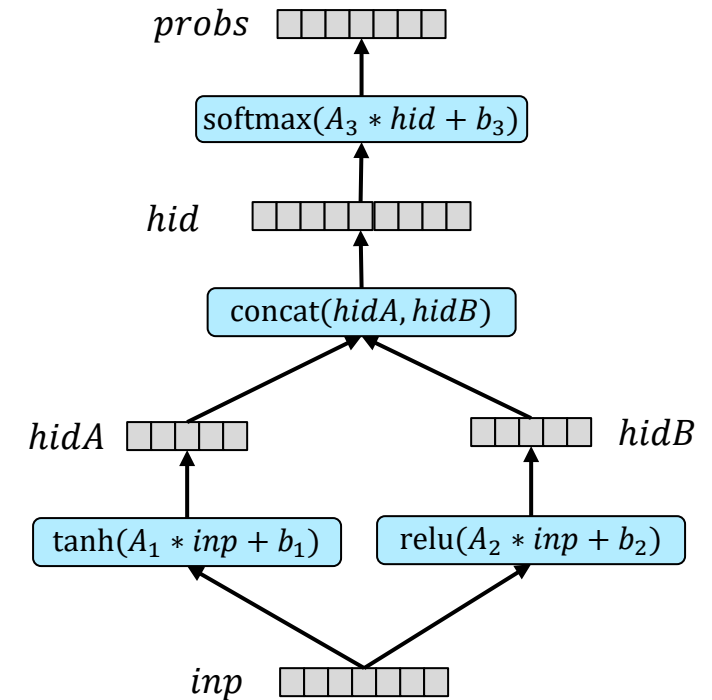 probs
softmax(A₃ * hid + b₃)
hid
concat(hidA, hidB)
hidA
hidB
tanh(A₁ * inp + b₁)
relu(A₂ * inp + b₂)
inp